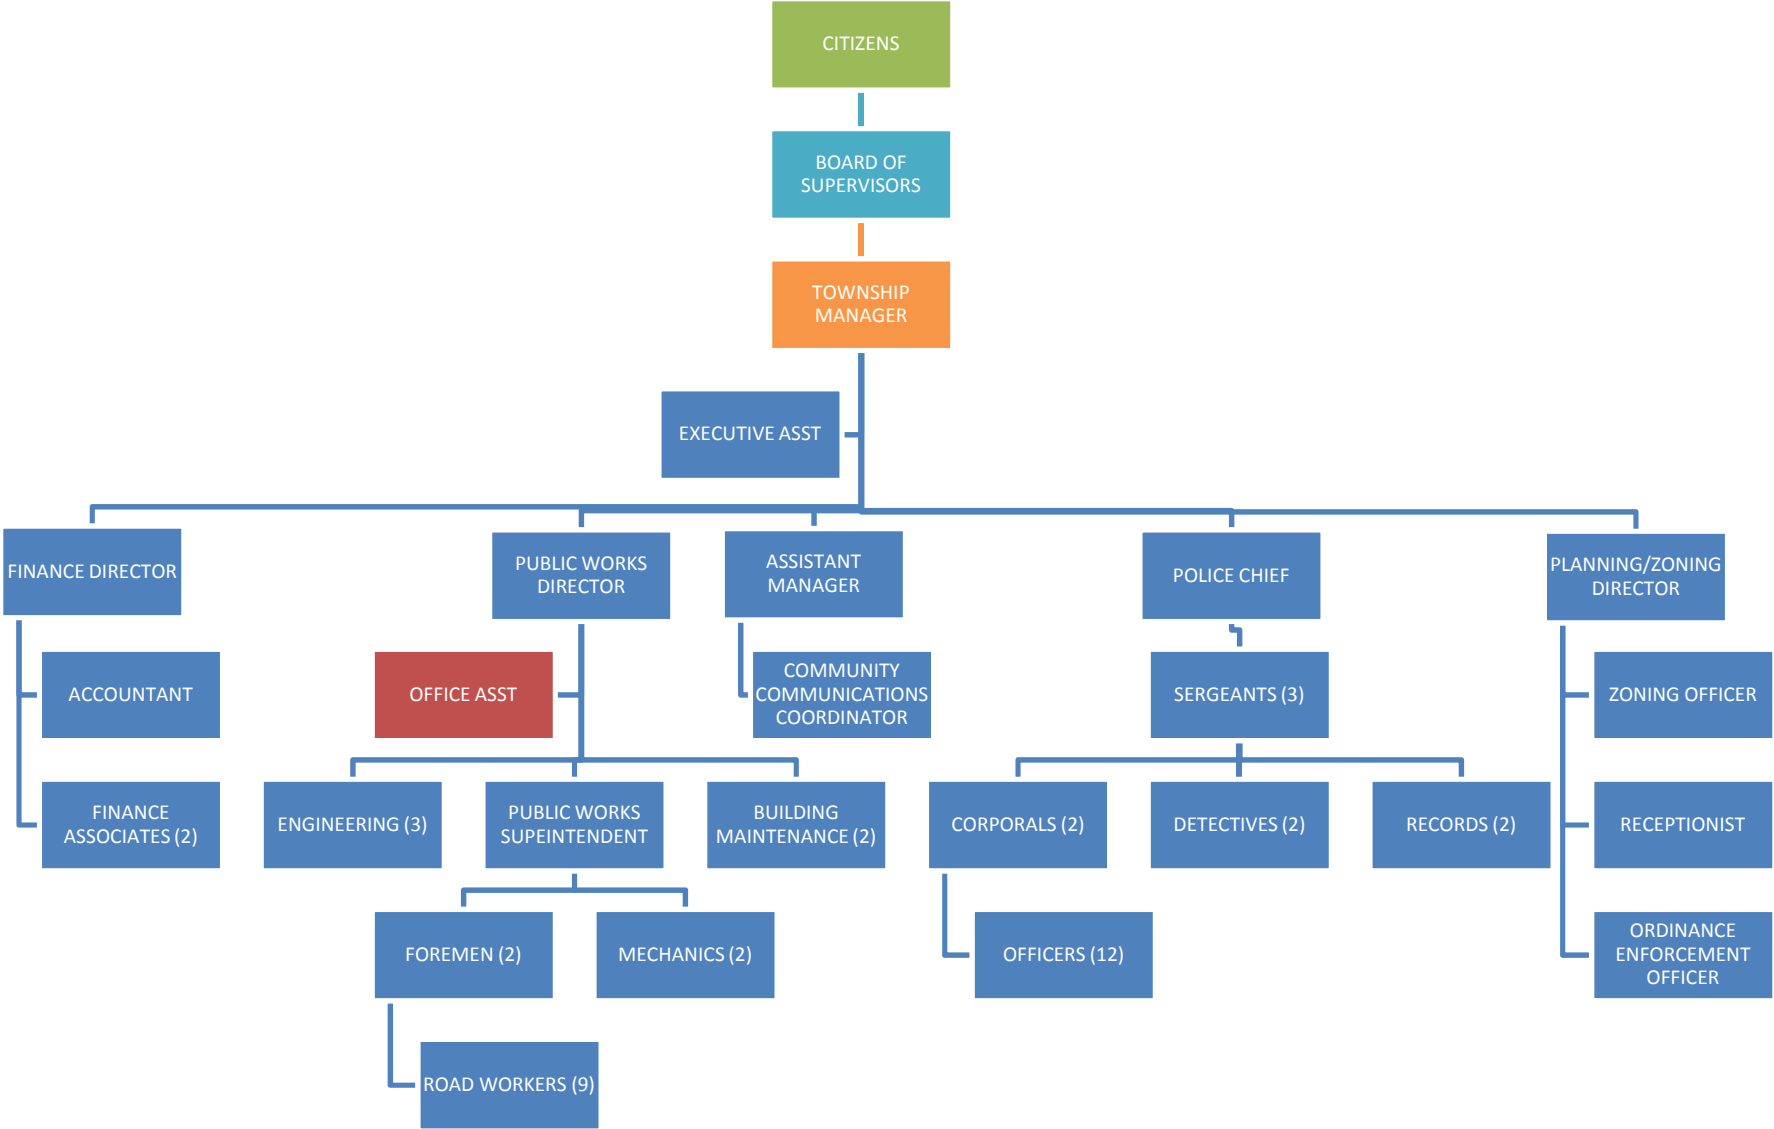 CITIZENS
BOARD OF
SUPERVISORS
TOWNSHIP
MANAGER
EXECUTIVE ASST
FINANCE DIRECTOR
PUBLIC WORKS
DIRECTOR
ASSISTANT
MANAGER
POLICE CHIEF
PLANNING/ZONING
DIRECTOR
ACCOUNTANT
OFFICE ASST
COMMUNITY
COMMUNICATIONS
COORDINATOR
SERGEANTS (3)
ZONING OFFICER
FINANCE
ASSOCIATES (2)
ENGINEERING (3)
PUBLIC WORKS
SUPEINTENDENT
BUILDING
MAINTENANCE (2)
CORPORALS (2)
DETECTIVES (2)
RECORDS (2)
RECEPTIONIST
FOREMEN (2)
MECHANICS (2)
OFFICERS (12)
ORDINANCE
ENFORCEMENT
OFFICER
ROAD WORKERS (9)